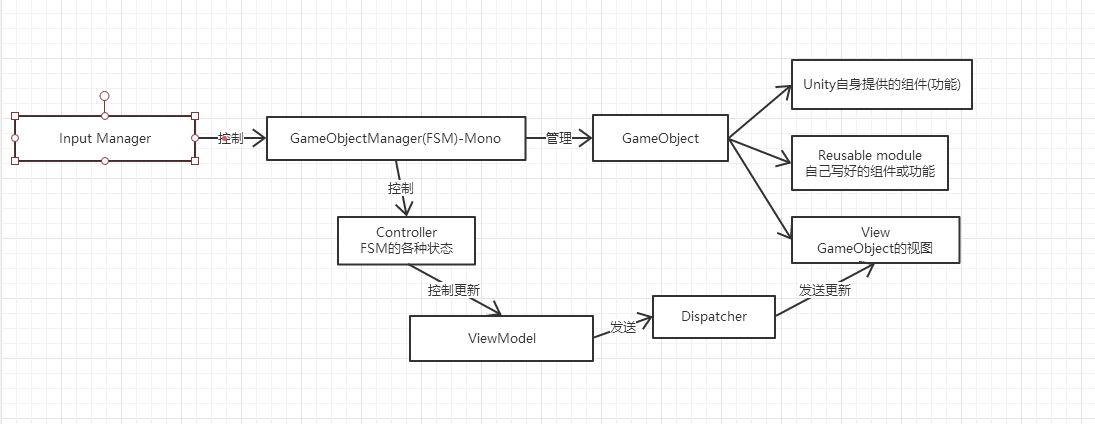 Input Manager
控制
GameObjectManager(FSM)-Mono
管理
GameObject
Unity自身提供的组件(功能)
Reusable module
自己写好的组件或功能
View
GameObject的视图
控制
Controller
FSM的各种状态
控制更新
ViewModel
发送
Dispatcher
发送更新